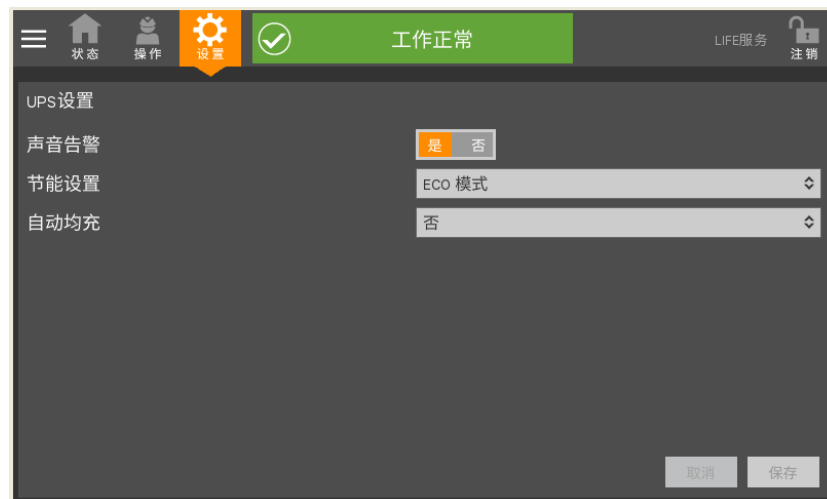 状态 操作 设置 工作正常 LIFE服务 注销
UPS设置
声音告警 是 否
节能设置 ECO 模式
自动均充 否
取消 保存